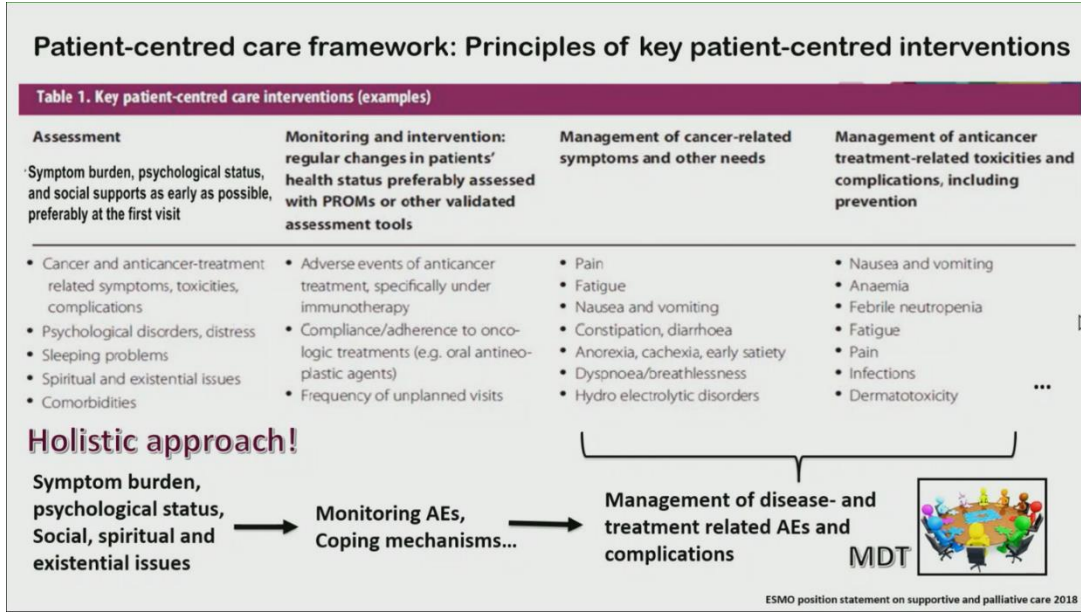 Patient-centred care framework: Principles of key patient-centred interventions
Table 1. Key patient-centred care interventions (examples)
Assessment
Symptom burden, psychological status,
and social supports as early as possible,
preferably at the first visit
Monitoring and intervention:
regular changes in patients'
health status preferably assessed
with PROMs or other validated
assessment tools
Management of cancer-related
symptoms and other needs
Management of anticancer
treatment-related toxicities and
complications, including
prevention
• Cancer and anticancer-treatment
related symptoms, toxicities,
complications
• Psychological disorders, distress
• Sleeping problems
• Spiritual and existential issues
• Comorbidities
• Adverse events of anticancer
treatment, specifically under
immunotherapy
• Compliance/adherence to onco-
logic treatments (e.g. oral antineo-
plastic agents)
• Frequency of unplanned visits
• Pain
• Fatigue
• Nausea and vomiting
• Constipation, diarrhoea
• Anorexia, cachexia, early satiety
• Dyspnoea/breathlessness
• Hydro electrolytic disorders
• Nausea and vomiting
• Anaemia
• Febrile neutropenia
• Fatigue
• Pain
• Infections
• Dermatotoxicity
...
Holistic approach!
Symptom burden,
psychological status,
Social, spiritual and
existential issues
Monitoring AEs,
Coping mechanisms...
Management of disease- and
treatment related AEs and
complications
MDT
ESMO position statement on supportive and palliative care 2018